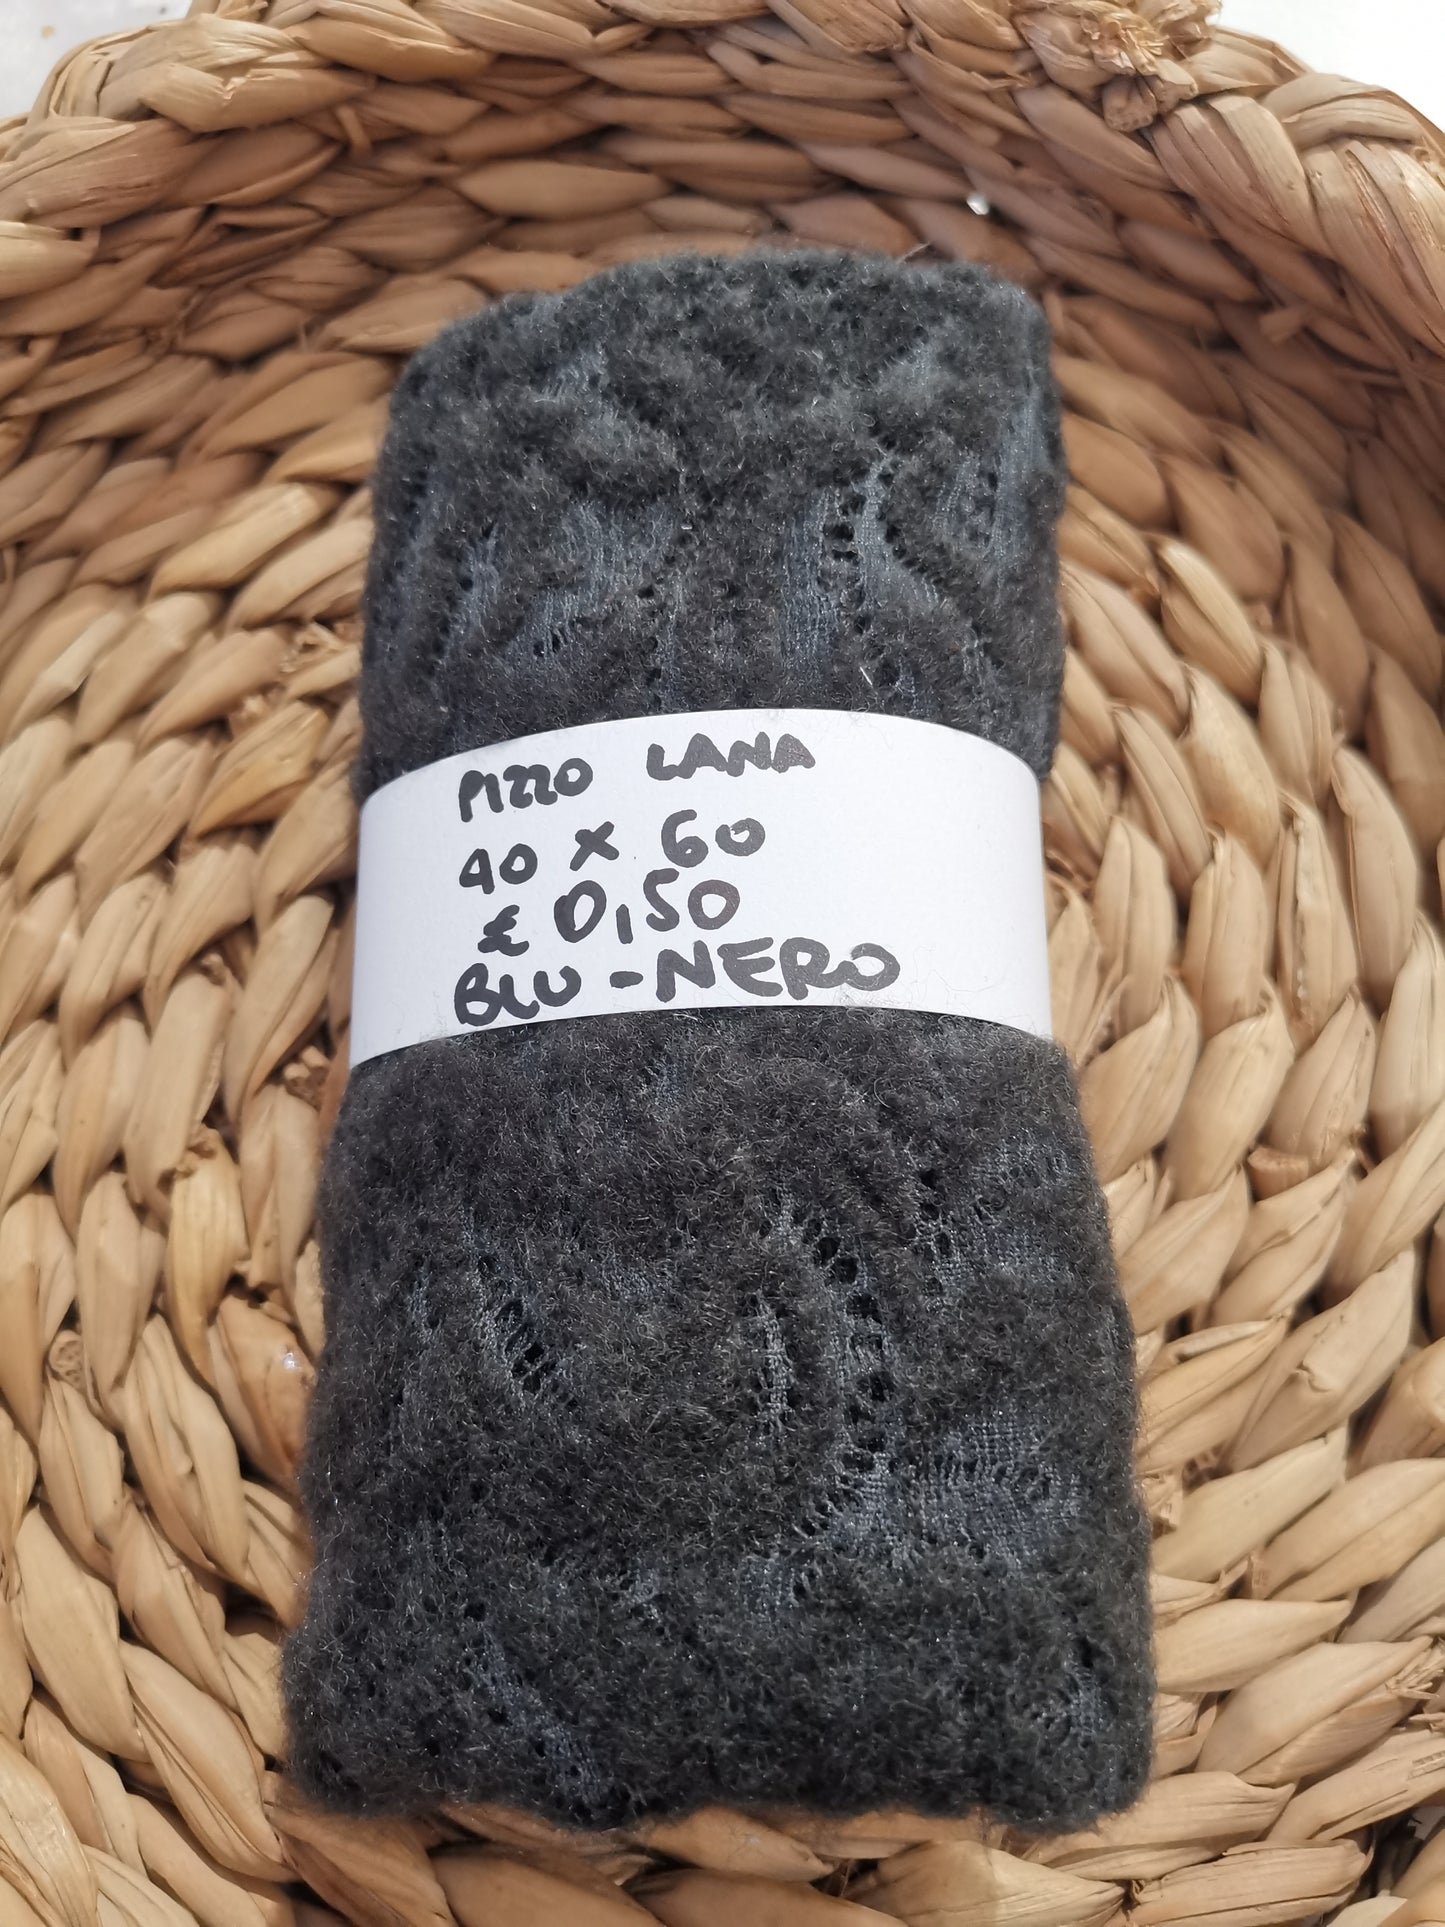 PIZZO LANA
40 x 60
€ 0,50
BLU - NERO